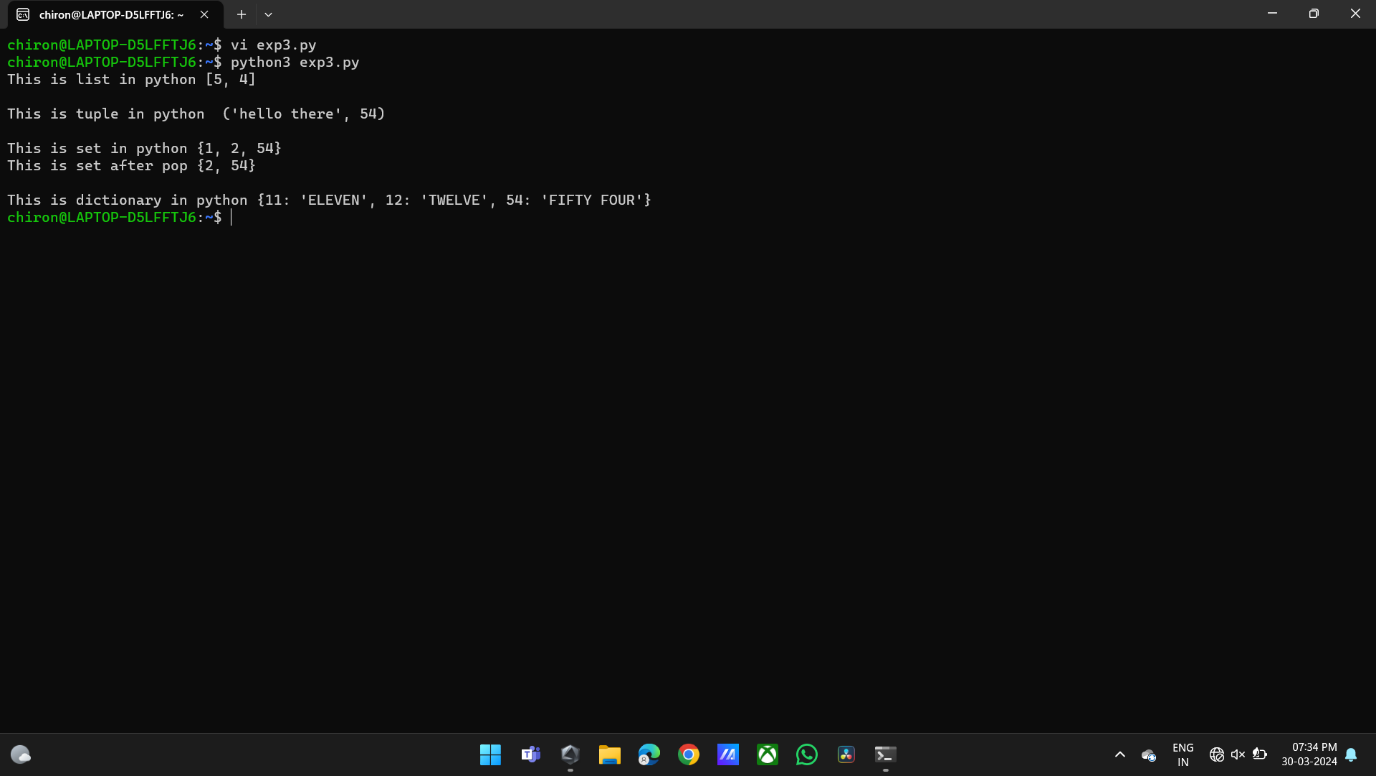 chiron@LAPTOP-D5LFFTJ6: ~
chiron@LAPTOP-D5LFFTJ6:~$ vi exp3.py
chiron@LAPTOP-D5LFFTJ6:~$ python3 exp3.py
This is list in python [5, 4]
This is tuple in python  ('hello there', 54)
This is set in python {1, 2, 54}
This is set after pop {2, 54}
This is dictionary in python {11: 'ELEVEN', 12: 'TWELVE', 54: 'FIFTY FOUR'}
chiron@LAPTOP-D5LFFTJ6:~$
ENG
IN
07:34 PM
30-03-2024